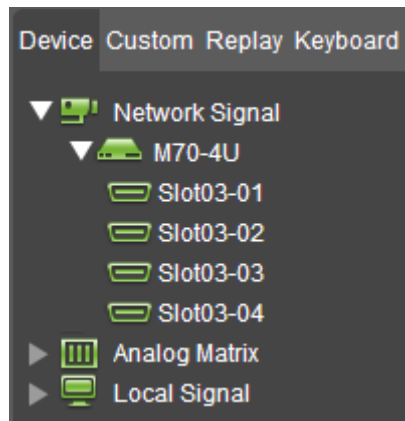 Device Custom Replay Keyboard
Network Signal
M70-4U
Slot03-01
Slot03-02
Slot03-03
Slot03-04
Analog Matrix
Local Signal